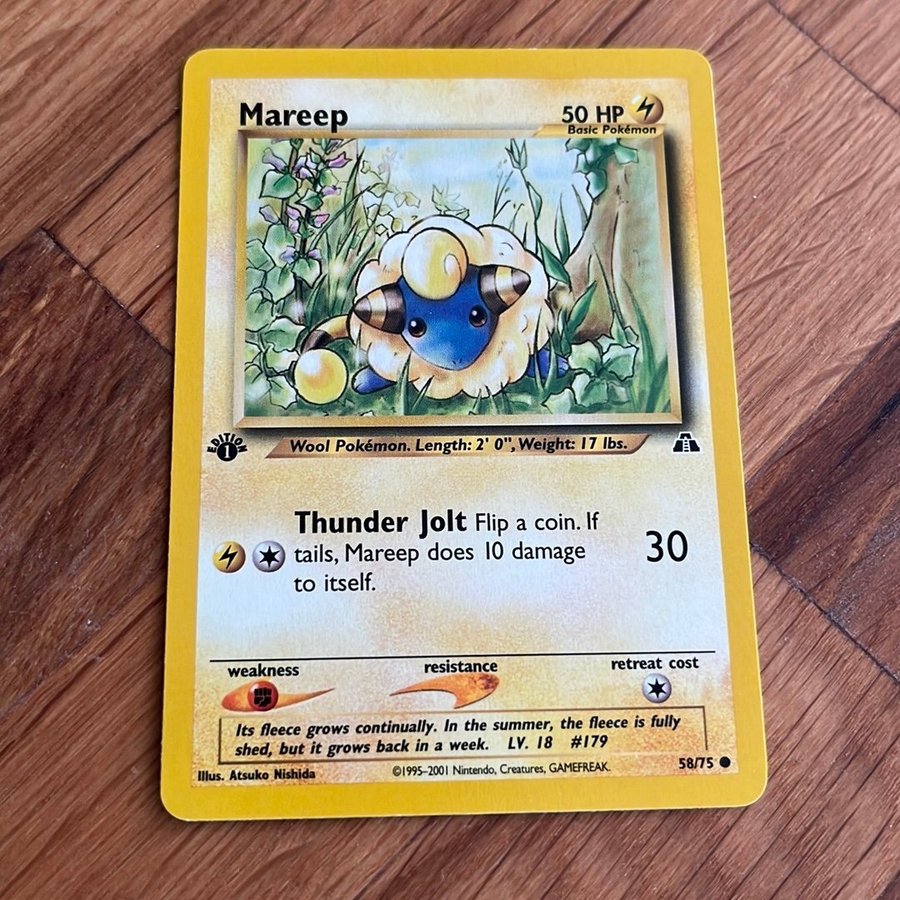 Mareep
50 HP
Basic Pokémon
EDITION
1
Wool Pokémon. Length: 2' 0", Weight: 17 lbs.
Thunder Jolt Flip a coin. If
tails, Mareep does 10 damage
to itself.
30
weakness
resistance
retreat cost
Its fleece grows continually. In the summer, the fleece is fully
shed, but it grows back in a week. LV. 18 #179
Illus. Atsuko Nishida
©1995-2001 Nintendo, Creatures, GAMEFREAK.
58/75